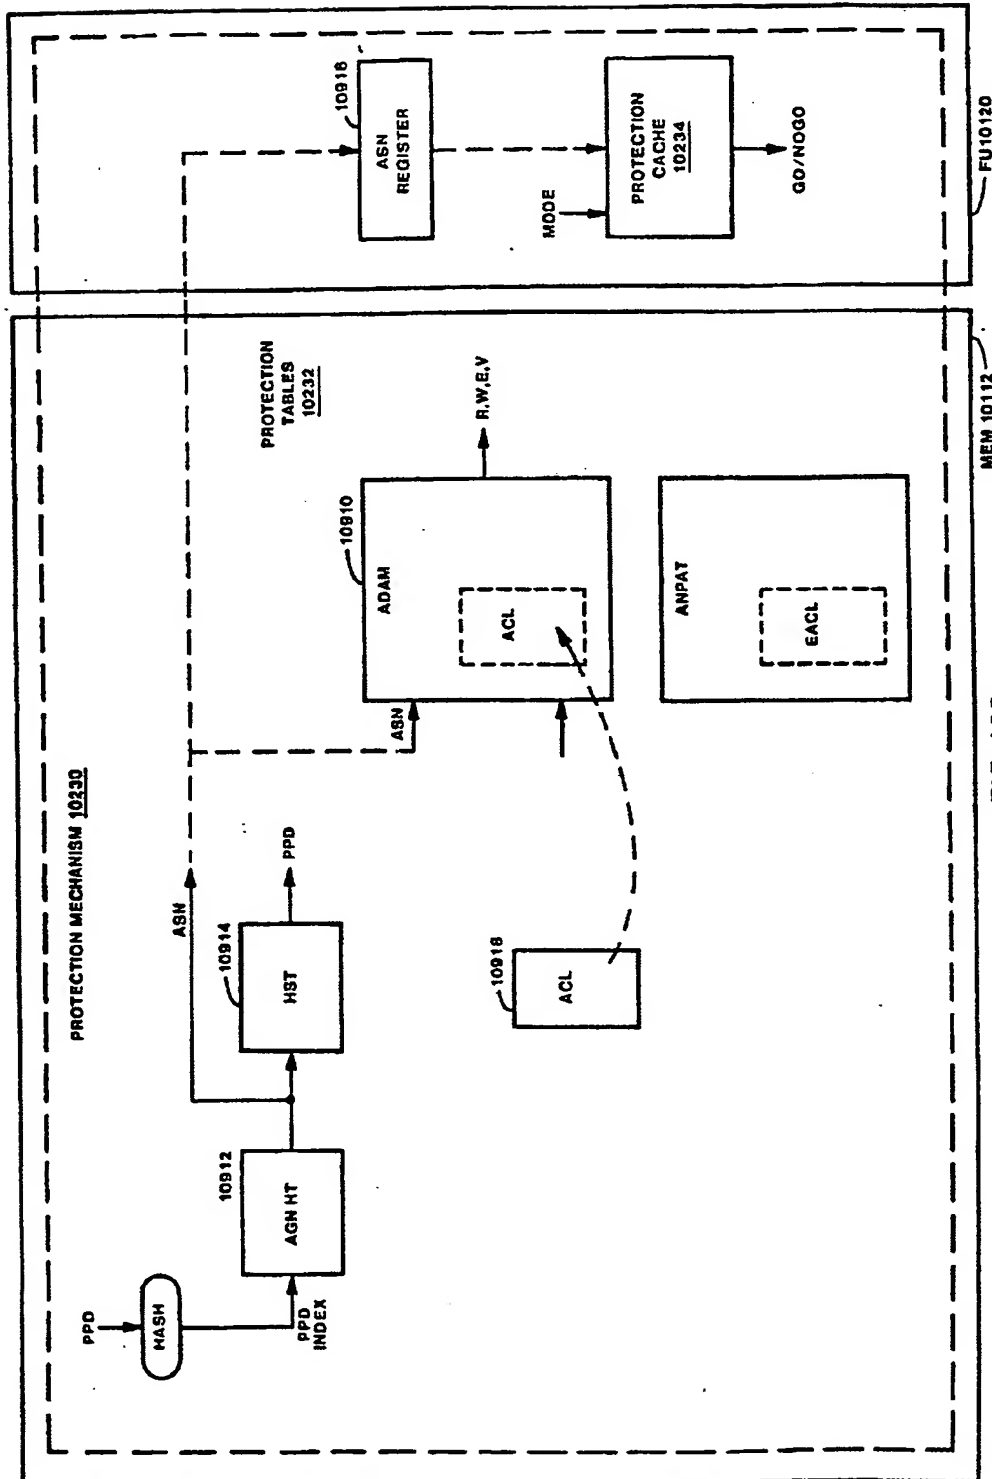 PROTECTION MECHANISM 10230
PPD
HASH
PPD
INDEX
10912
AGN HT
ASN
10914
HST
PPD
10918
ACL
PROTECTION
TABLES
10232
ASN
10910
ADAM
ACL
R,W,E,V
ANPAT
EACL
MEM 10112
10916
ASN
REGISTER
MODE
PROTECTION
CACHE
10234
GO/NOGO
FU10120